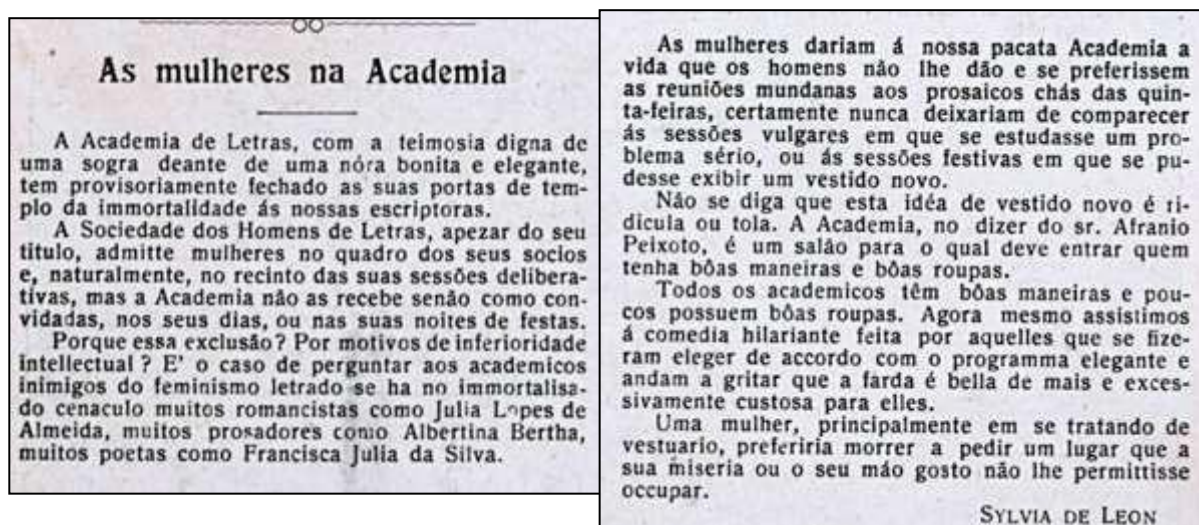 As mulheres na Academia
A Academia de Letras, com a teimosia digna de
uma sogra deante de uma nóra bonita e elegante,
tem provisoriamente fechado as suas portas de tem-
plo da immortalidade ás nossas escriptoras.
A Sociedade dos Homens de Letras, apezar do seu
titulo, admitte mulheres no quadro dos seus socios
e, naturalmente, no recinto das suas sessões delibera-
tivas, mas a Academia não as recebe senão como con-
vidadas, nos seus dias, ou nas suas noites de festas.
Porque essa exclusão? Por motivos de inferioridade
intellectual? E' o caso de perguntar aos academicos
inimigos do feminismo letrado se ha no immortalisa-
do cenaculo muitos romancistas como Julia Lopes de
Almeida, muitos prosadores como Albertina Bertha,
muitos poetas como Francisca Julia da Silva.
As mulheres dariam á nossa pacata Academia a
vida que os homens não lhe dão e se preferissem
as reuniões mundanas aos prosaicos chás das quin-
ta-feiras, certamente nunca deixariam de comparecer
ás sessões vulgares em que se estudasse um pro-
blema sério, ou ás sessões festivas em que se pu-
desse exibir um vestido novo.
Não se diga que esta idéa de vestido novo é ri-
dicula ou tola. A Academia, no dizer do sr. Afranio
Peixoto, é um salão para o qual deve entrar quem
tenha bôas maneiras e bôas roupas.
Todos os academicos têm bôas maneiras e pou-
cos possuem bôas roupas. Agora mesmo assistimos
á comedia hilariante feita por aquelles que se fize-
ram eleger de accordo com o programma elegante e
andam a gritar que a farda é bella de mais e exces-
sivamente custosa para elles.
Uma mulher, principalmente em se tratando de
vestuario, preferiria morrer a pedir um lugar que a
sua miseria ou o seu máo gosto não lhe permittisse
occupar.
SYLVIA DE LEON